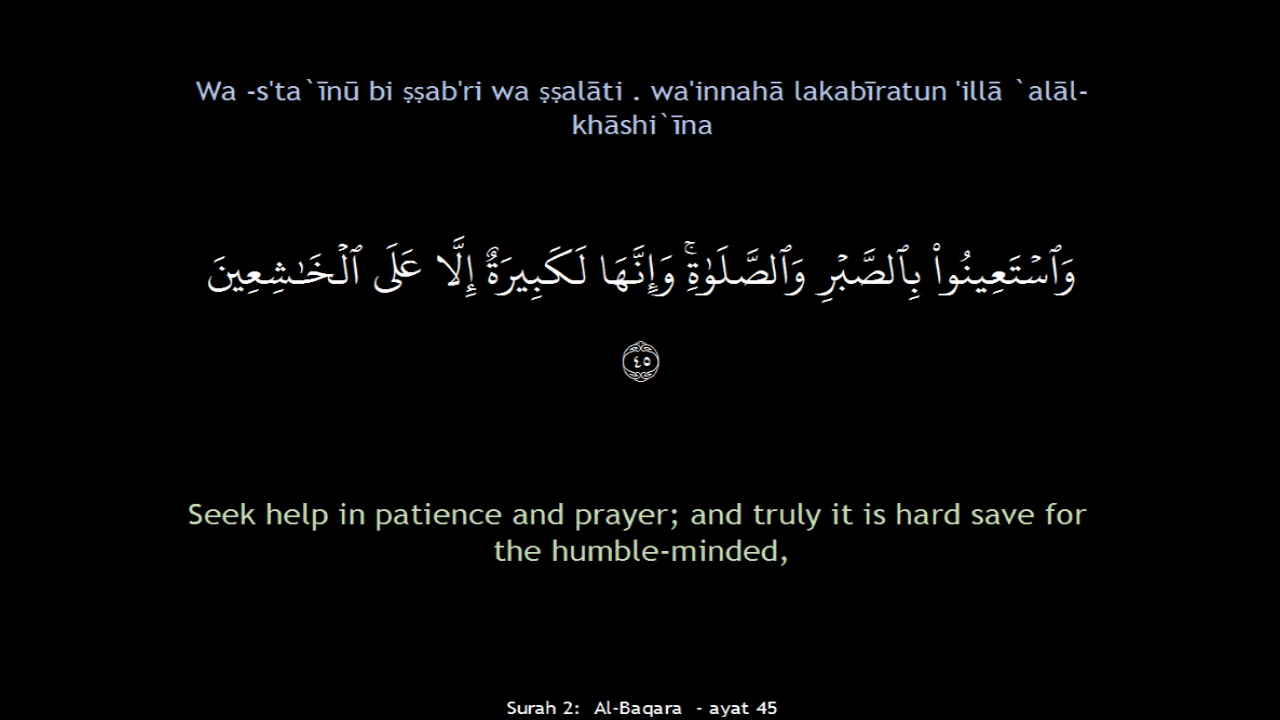 Wa -s'ta`īnū bi ṣṣab'ri wa ṣṣalāti . wa'innahā lakabīratun 'illā `alāl-
khāshi`īna
وَٱسْتَعِينُوا۟ بِٱلصَّبْرِ وَٱلصَّلَوٰةِ ۚ وَإِنَّهَا لَكَبِيرَةٌ إِلَّا عَلَى ٱلْخَـٰشِعِينَ
٤٥
Seek help in patience and prayer; and truly it is hard save for
the humble-minded,
Surah 2: Al-Baqara - ayat 45